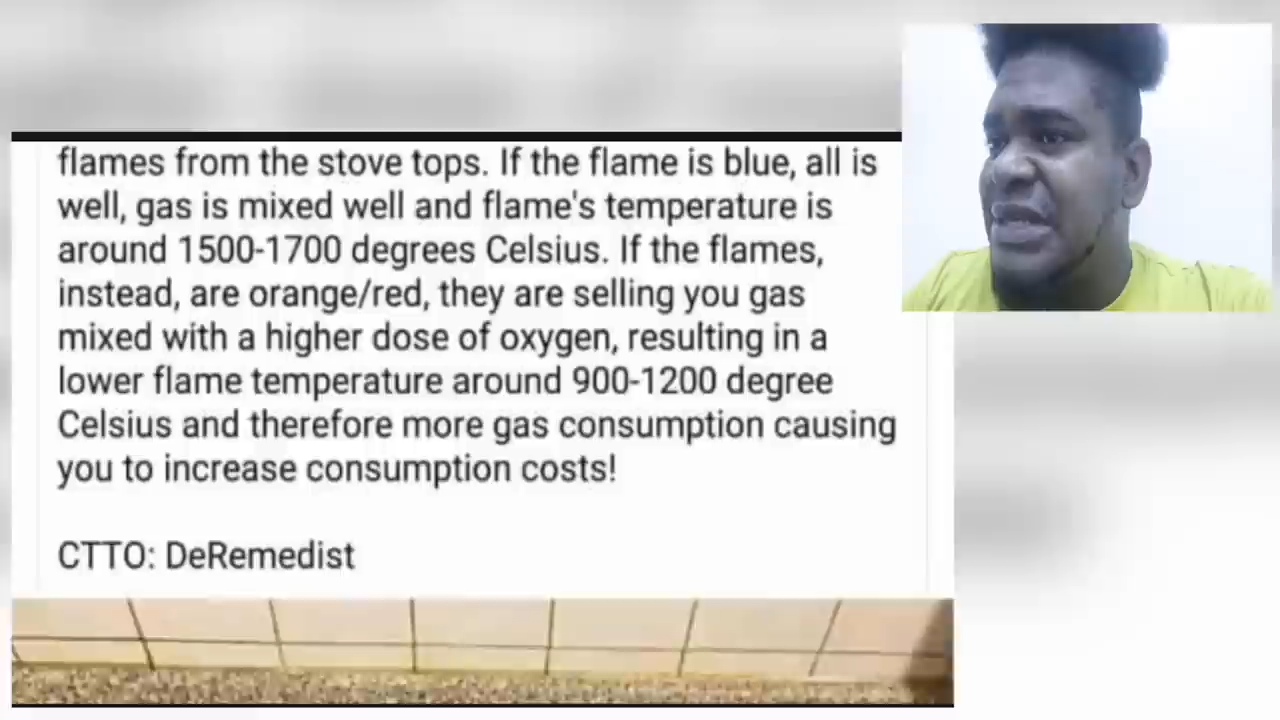 flames from the stove tops. If the flame is blue, all is
well, gas is mixed well and flame's temperature is
around 1500-1700 degrees Celsius. If the flames,
instead, are orange/red, they are selling you gas
mixed with a higher dose of oxygen, resulting in a
lower flame temperature around 900-1200 degree
Celsius and therefore more gas consumption causing
you to increase consumption costs!
CTTO: DeRemedist